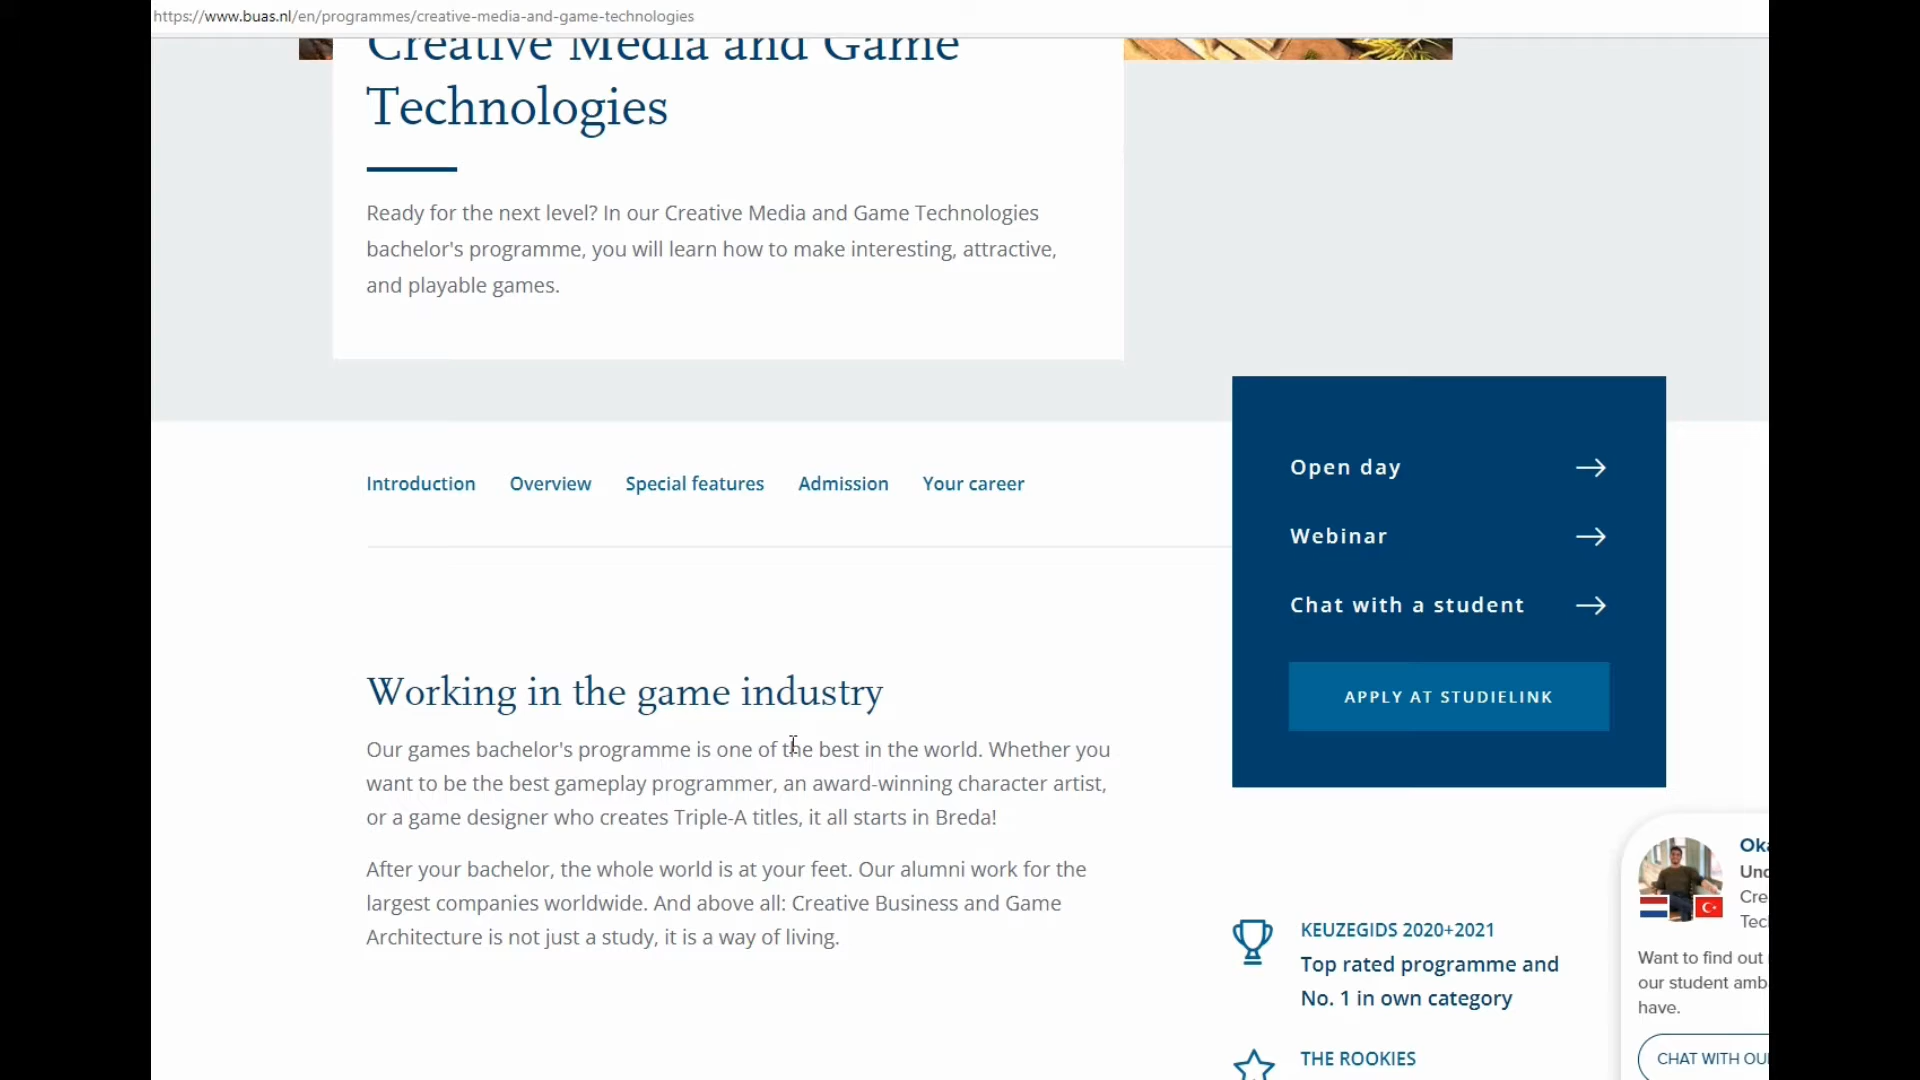 https://www.buas.nl/en/programmes/creative-media-and-game-technologies
Creative Media and Game
Technologies
Ready for the next level? In our Creative Media and Game Technologies
bachelor's programme, you will learn how to make interesting, attractive,
and playable games.
Introduction Overview Special features Admission Your career
Open day
Webinar
Chat with a student
APPLY AT STUDIELINK
Working in the game industry
Our games bachelor's programme is one of the best in the world. Whether you
want to be the best gameplay programmer, an award-winning character artist,
or a game designer who creates Triple-A titles, it all starts in Breda!
After your bachelor, the whole world is at your feet. Our alumni work for the
largest companies worldwide. And above all: Creative Business and Game
Architecture is not just a study, it is a way of living.
KEUZEGIDS 2020+2021
Top rated programme and
No. 1 in own category
THE ROOKIES
Oka
Und
Cre
Tech
Want to find out
our student amb
have.
CHAT WITH OU